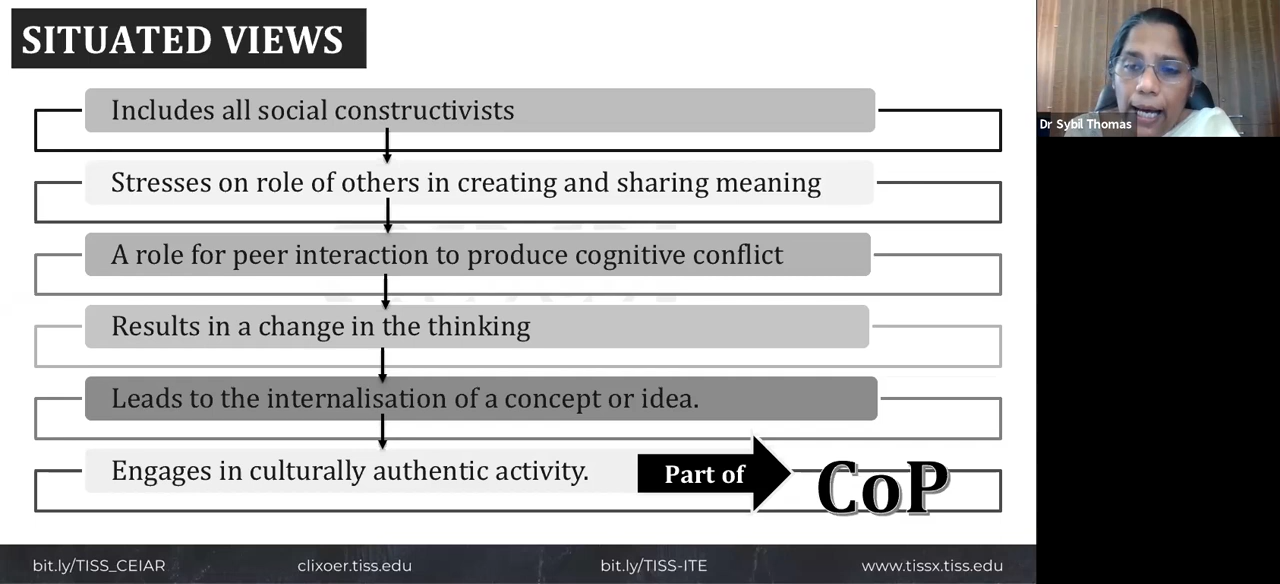 SITUATED VIEWS
Includes all social constructivists
Stresses on role of others in creating and sharing meaning
A role for peer interaction to produce cognitive conflict
Results in a change in the thinking
Leads to the internalisation of a concept or idea.
Engages in culturally authentic activity.
Part of
CoP
bit.ly/TISS_CEIAR
clixoer.tiss.edu
bit.ly/TISS-ITE
www.tissx.tiss.edu
Dr Sybil Thomas